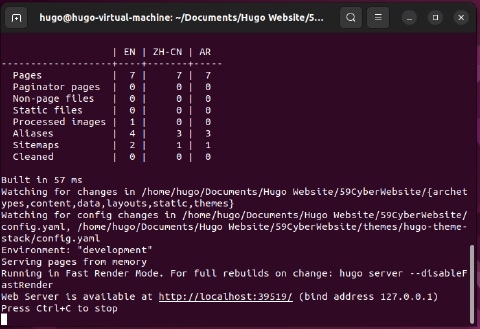 hugo@hugo-virtual-machine: ~/Documents/Hugo Website/5...
| EN | ZH-CN | AR
-------------------+----+-------+-----
Pages | 7 | 7 | 7
Paginator pages | 0 | 0 | 0
Non-page files | 0 | 0 | 0
Static files | 0 | 0 | 0
Processed images | 1 | 0 | 0
Aliases | 4 | 3 | 3
Sitemaps | 2 | 1 | 1
Cleaned | 0 | 0 | 0
Built in 57 ms
Watching for changes in /home/hugo/Documents/Hugo Website/59CyberWebsite/{archet
ypes,content,data,layouts,static,themes}
Watching for config changes in /home/hugo/Documents/Hugo Website/59CyberWebsite/
config.yaml, /home/hugo/Documents/Hugo Website/59CyberWebsite/themes/hugo-theme-
stack/config.yaml
Environment: "development"
Serving pages from memory
Running in Fast Render Mode. For full rebuilds on change: hugo server --disableF
astRender
Web Server is available at http://localhost:39519/ (bind address 127.0.0.1)
Press Ctrl+C to stop